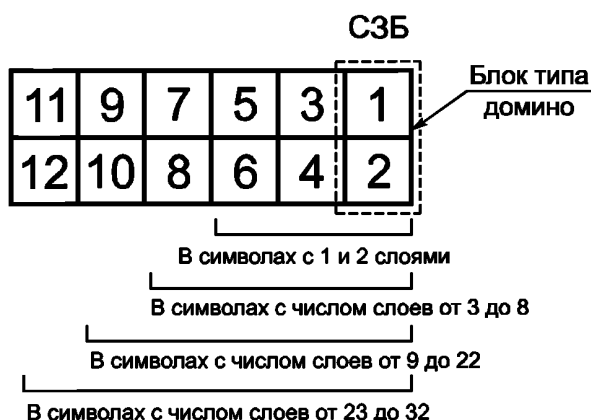 СЗБ
Блок типа
домино
11 9 7 5 3 1
12 10 8 6 4 2
В символах с 1 и 2 слоями
В символах с числом слоев от 3 до 8
В символах с числом слоев от 9 до 22
В символах с числом слоев от 23 до 32